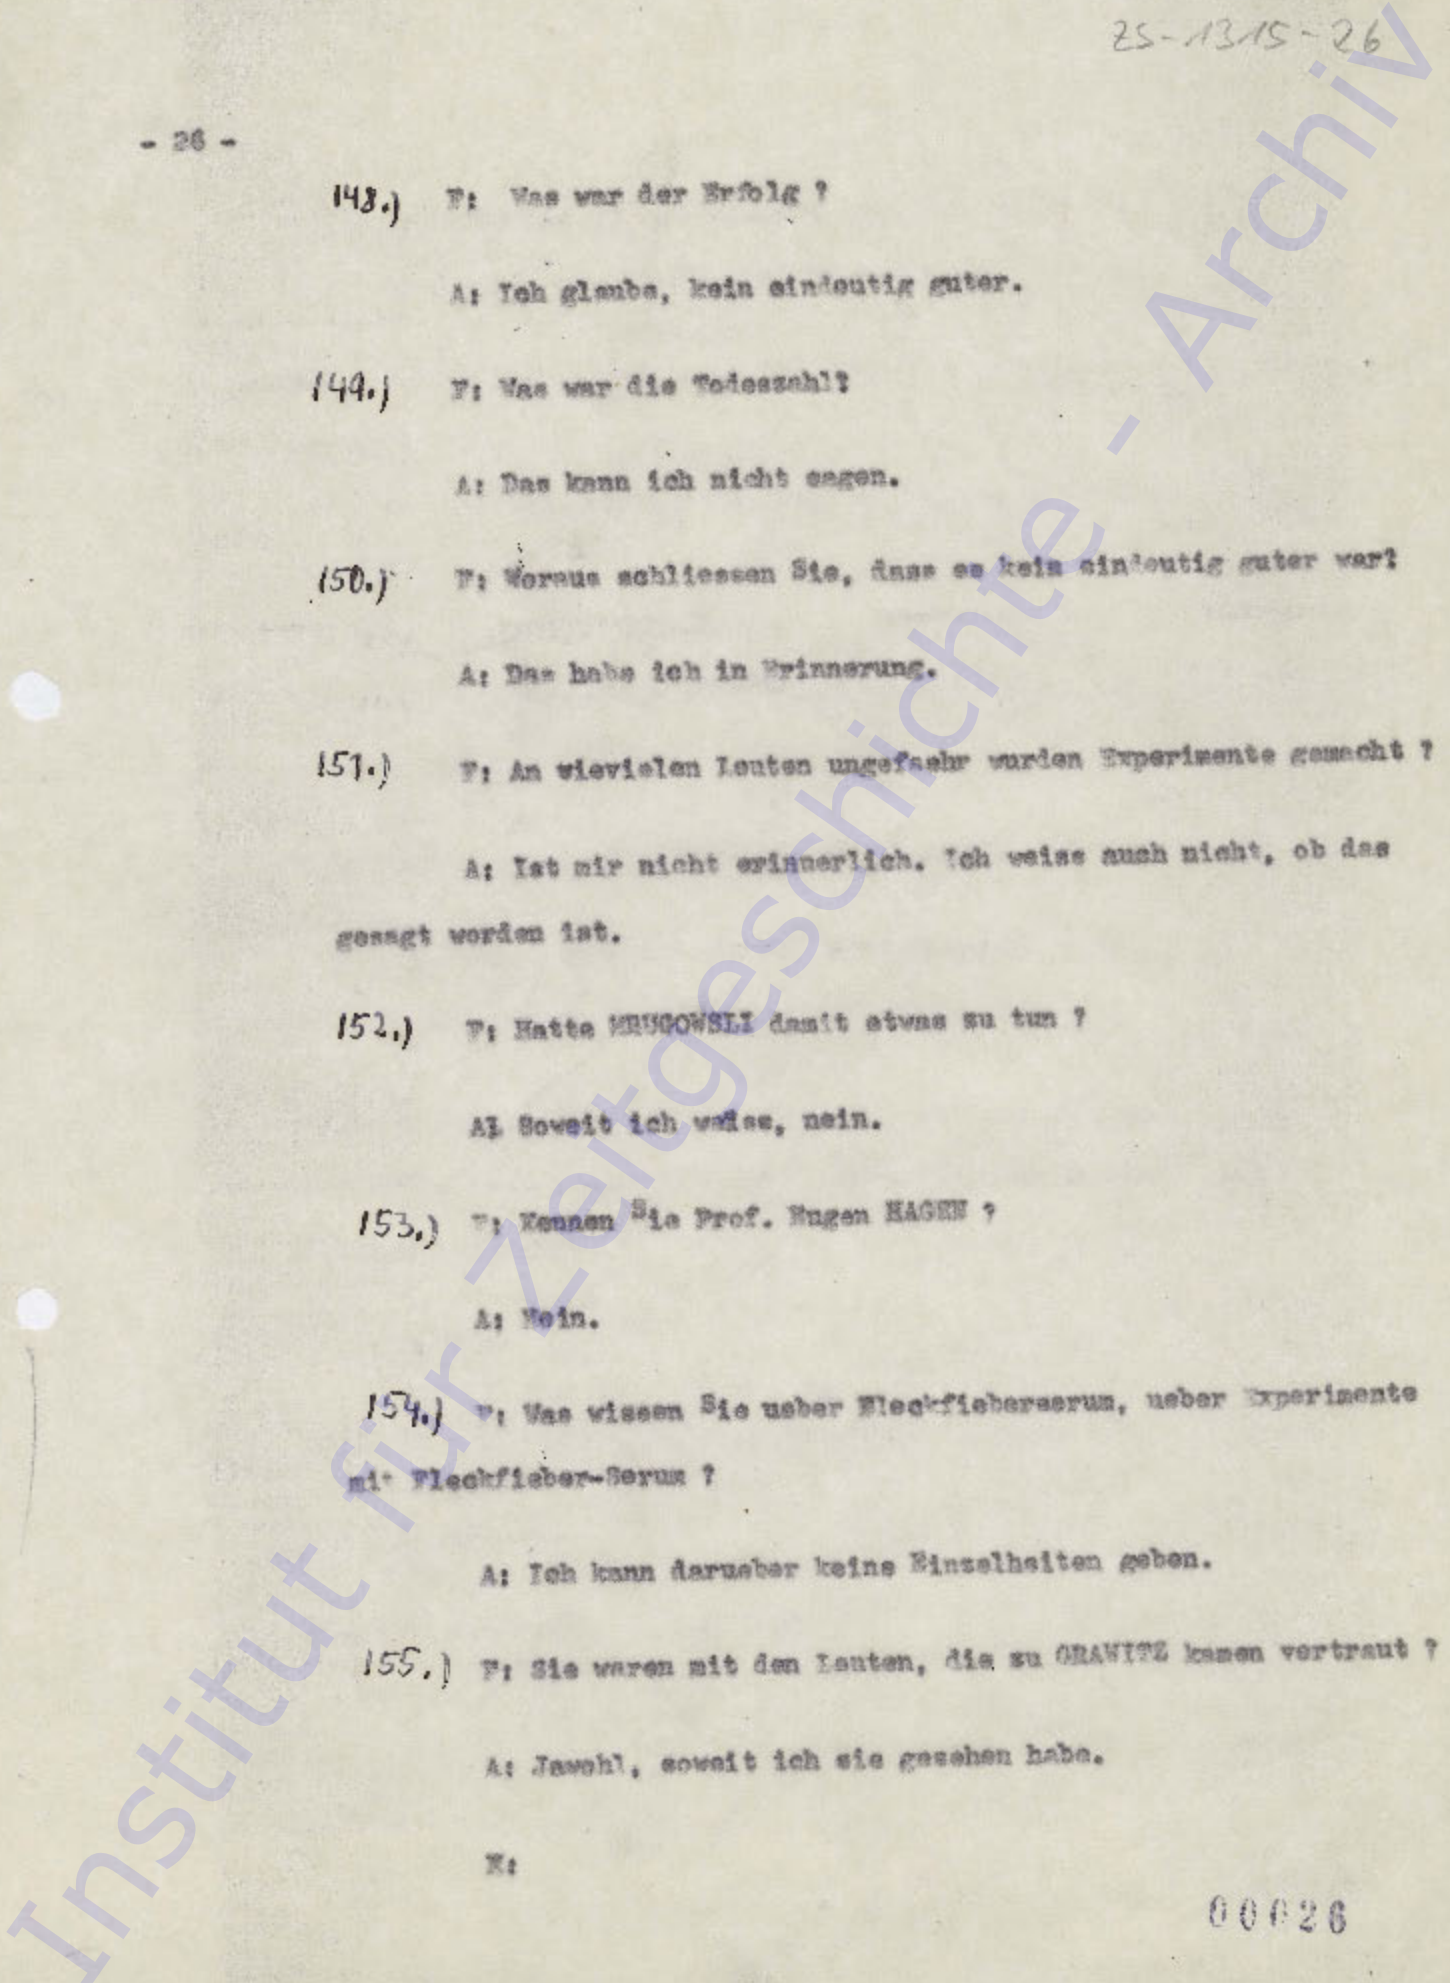 ZS-1315-26
- 26 -
148.) F: Was war der Erfolg ?
A: Ich glaube, kein eindeutig guter.
149.) F: Was war die Todeszahl?
A: Das kann ich nicht sagen.
150.) F: Woraus schliessen Sie, dass es kein eindeutig guter war?
A: Das habe ich in Erinnerung.
151.) F: An wievielen Leuten ungefaehr wurden Experimente gemacht ?
A: Ist mir nicht erinnerlich. Ich weiss auch nicht, ob das
gesagt worden ist.
152.) F: Hatte MRUGOWSLI damit etwas zu tun ?
A: Soweit ich weiss, nein.
153.) F: Kennen Sie Prof. Eugen HAGEN ?
A: Nein.
154.) F: Was wissen Sie ueber Fleckfieberserum, ueber Experimente
mit Fleckfieber-Serum ?
A: Ich kann darueber keine Einzelheiten geben.
155.) F: Sie waren mit den Leuten, die zu GRAWITZ kamen vertraut ?
A: Jawohl, soweit ich sie gesehen habe.
F:
00026
Institut für Zeitgeschichte - Archiv